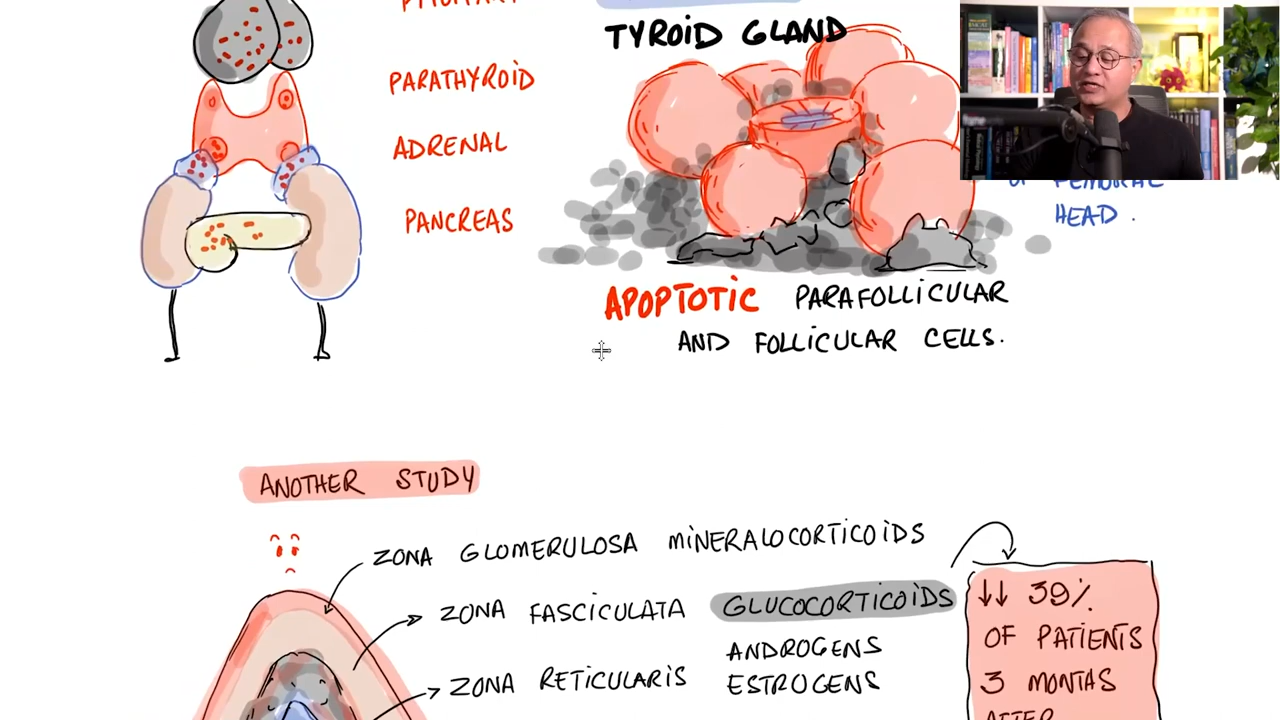 PARATHYROID
ADRENAL
PANCREAS
TYROID GLAND
HEAD .
APOPTOTIC PARAFOLLICULAR
AND FOLLICULAR CELLS.
ANOTHER STUDY
ZONA GLOMERULOSA MINERALOCORTICOIDS
ZONA FASCICULATA GLUCOCORTICOIDS
ANDROGENS
ZONA RETICULARIS ESTROGENS
↓↓ 39%
OF PATIENTS
3 MONTAS